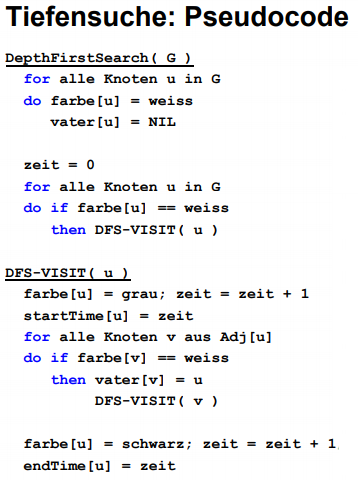 Tiefensuche: Pseudocode
DepthFirstSearch( G )
for alle Knoten u in G
do farbe[u] = weiss
vater[u] = NIL
zeit = 0
for alle Knoten u in G
do if farbe[u] == weiss
then DFS-VISIT( u )
DFS-VISIT( u )
farbe[u] = grau; zeit = zeit + 1
startTime[u] = zeit
for alle Knoten v aus Adj[u]
do if farbe[v] == weiss
then vater[v] = u
DFS-VISIT( v )
farbe[u] = schwarz; zeit = zeit + 1
endTime[u] = zeit